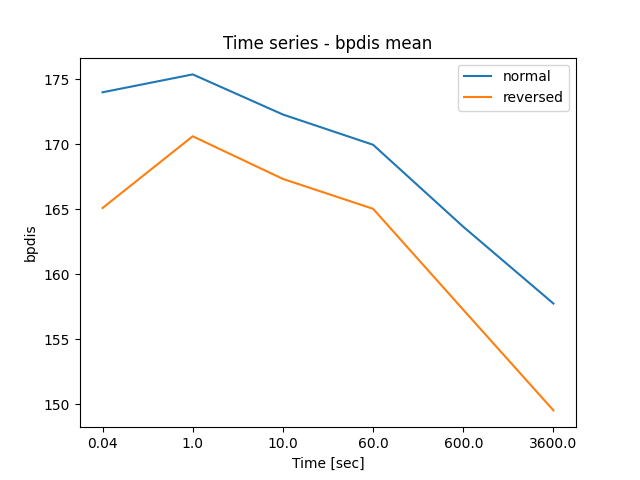 Time series - bpdis mean
normal
reversed
175
170
165
160
155
150
bpdis
0.04 1.0 10.0 60.0 600.0 3600.0
Time [sec]